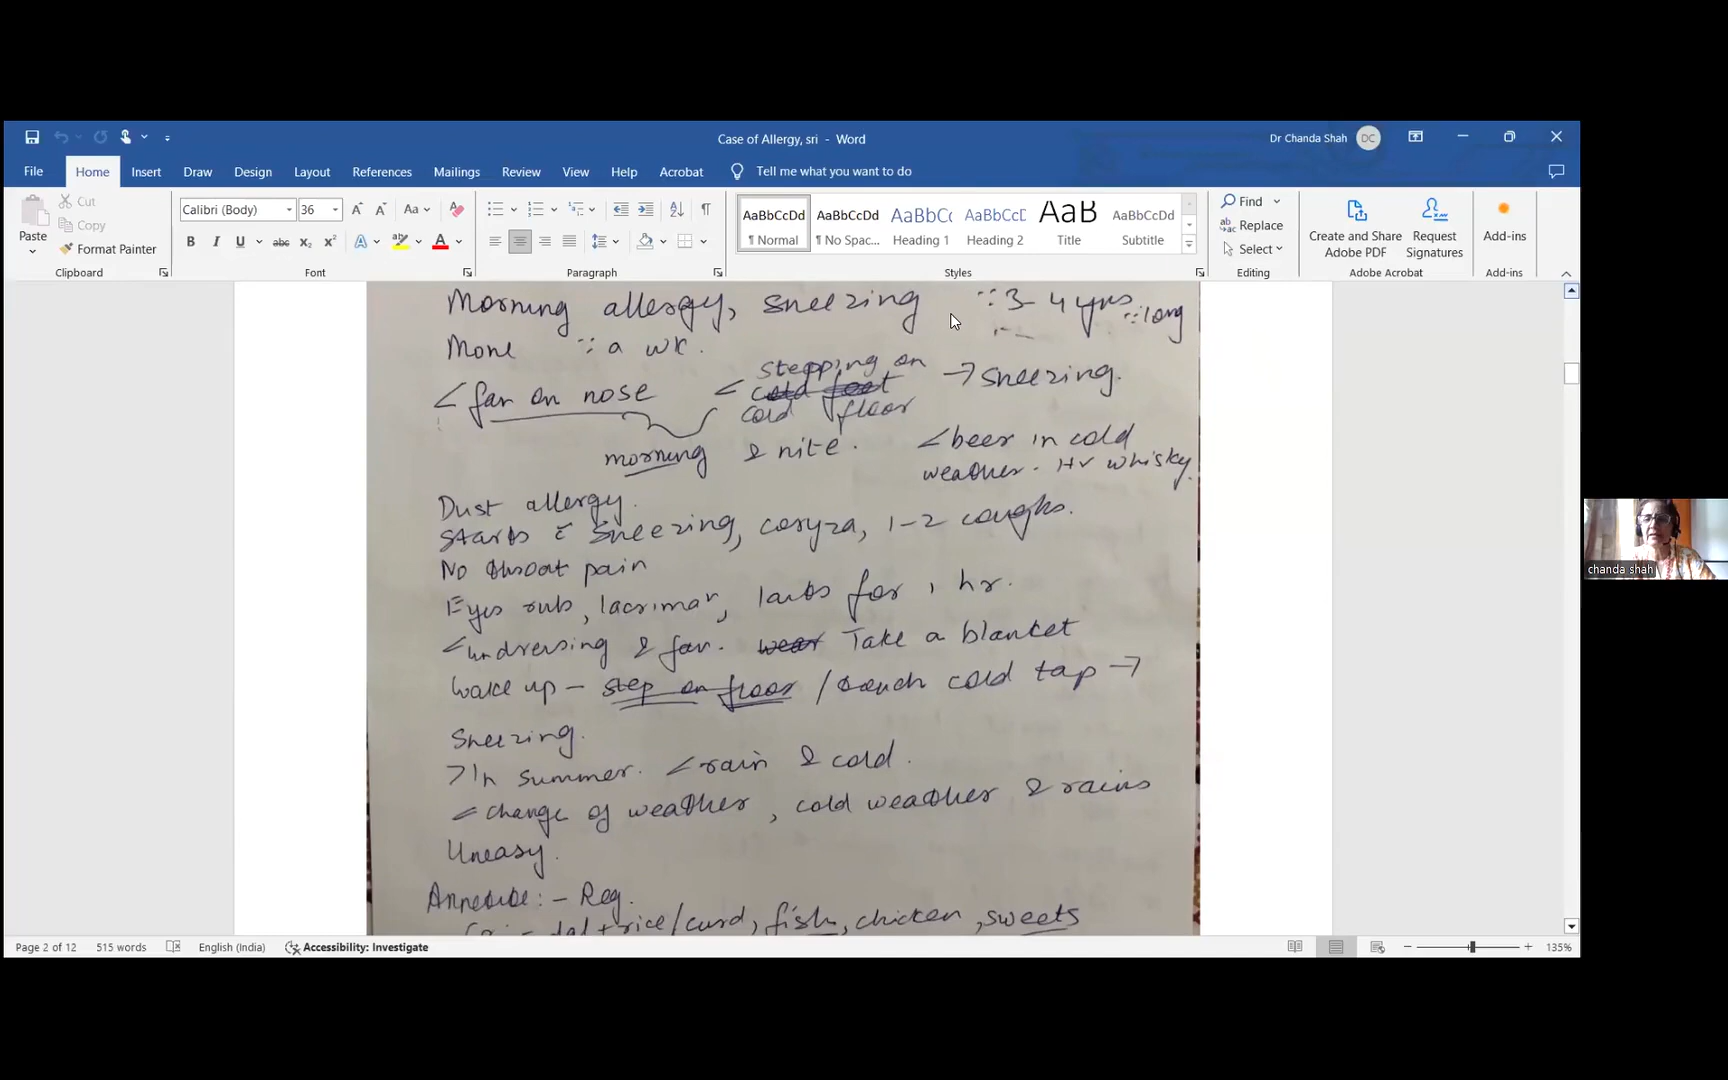 Case of Allergy, sri - Word
Dr Chanda Shah DC
File Home Insert Draw Design Layout References Mailings Review View Help Acrobat Tell me what you want to do
Paste
Cut
Copy
Format Painter
Clipboard
Calibri (Body) 36
Font
Paragraph
AaBbCcDd AaBbCcDd AaBbCc AaBbCcD AaB AaBbCcDd
¶ Normal ¶ No Spac... Heading 1 Heading 2 Title Subtitle
Styles
Find
Replace
Select
Editing
Create and Share Adobe PDF
Request Signatures
Adobe Acrobat
Add-ins
Add-ins
Morning allergy, sneezing ∵ 3-4 yrs ∵ long
More ∵ a wk.
< fan on nose < stepping on cold floor → sneezing.
morning & nite.
< beer in cold
weather. Hr whisky.
Dust allergy.
Starts c̄ Sneezing, coryza, 1-2 coughs.
No throat pain
Eyes rub, lacriman, lasts for 1 hr.
< undressing & fan. Take a blanket
Wake up - step on floor / touch cold tap →
Sneezing.
> In summer. < rain & cold.
< change of weather, cold weather & rains
Uneasy.
Appetite: - Reg.
dal + rice/curd, fish, chicken, sweets
chanda shah
Page 2 of 12 515 words English (India) Accessibility: Investigate 135%